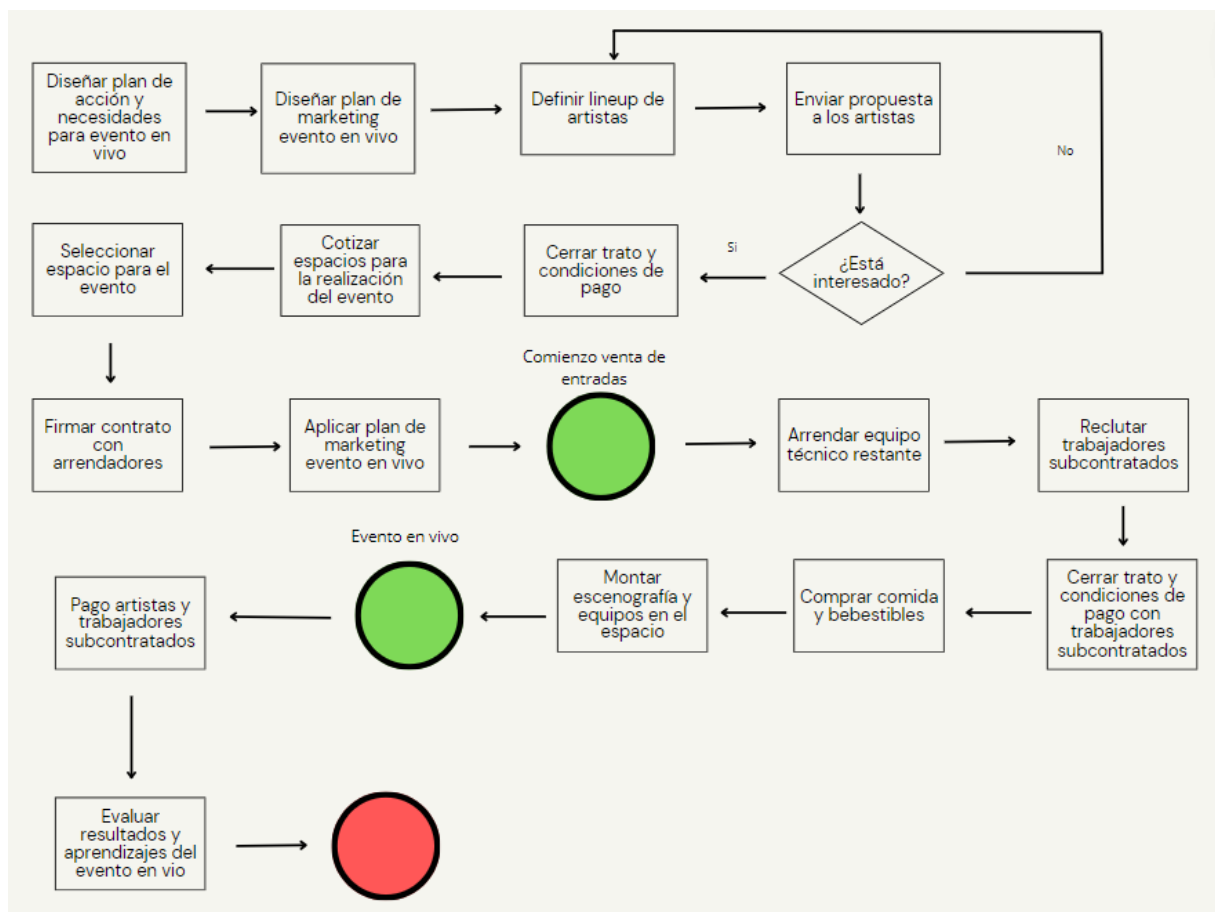 Diseñar plan de
acción y
necesidades
para evento en
vivo
Diseñar plan de
marketing
evento en vivo
Definir lineup de
artistas
Enviar propuesta
a los artistas
No
¿Está
interesado?
Si
Cerrar trato y
condiciones de
pago
Cotizar
espacios para
la realización
del evento
Seleccionar
espacio para el
evento
Firmar contrato
con
arrendadores
Aplicar plan de
marketing
evento en vivo
Comienzo venta de
entradas
Arrendar equipo
técnico restante
Reclutar
trabajadores
subcontratados
Cerrar trato y
condiciones de
pago con
trabajadores
subcontratados
Comprar comida
y bebestibles
Montar
escenografía y
equipos en el
espacio
Evento en vivo
Pago artistas y
trabajadores
subcontratados
Evaluar
resultados y
aprendizajes del
evento en vio